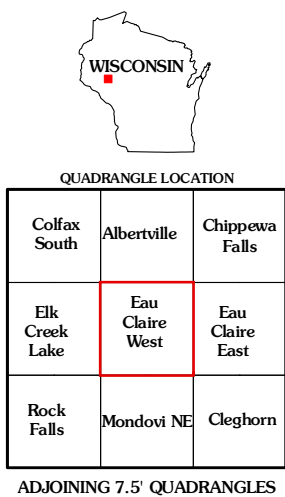 WISCONSIN
QUADRANGLE LOCATION
Colfax
South
Albertville
Chippewa
Falls
Elk
Creek
Lake
Eau
Claire
West
Eau
Claire
East
Rock
Falls
Mondovi NE
Cleghorn
ADJOINING 7.5' QUADRANGLES